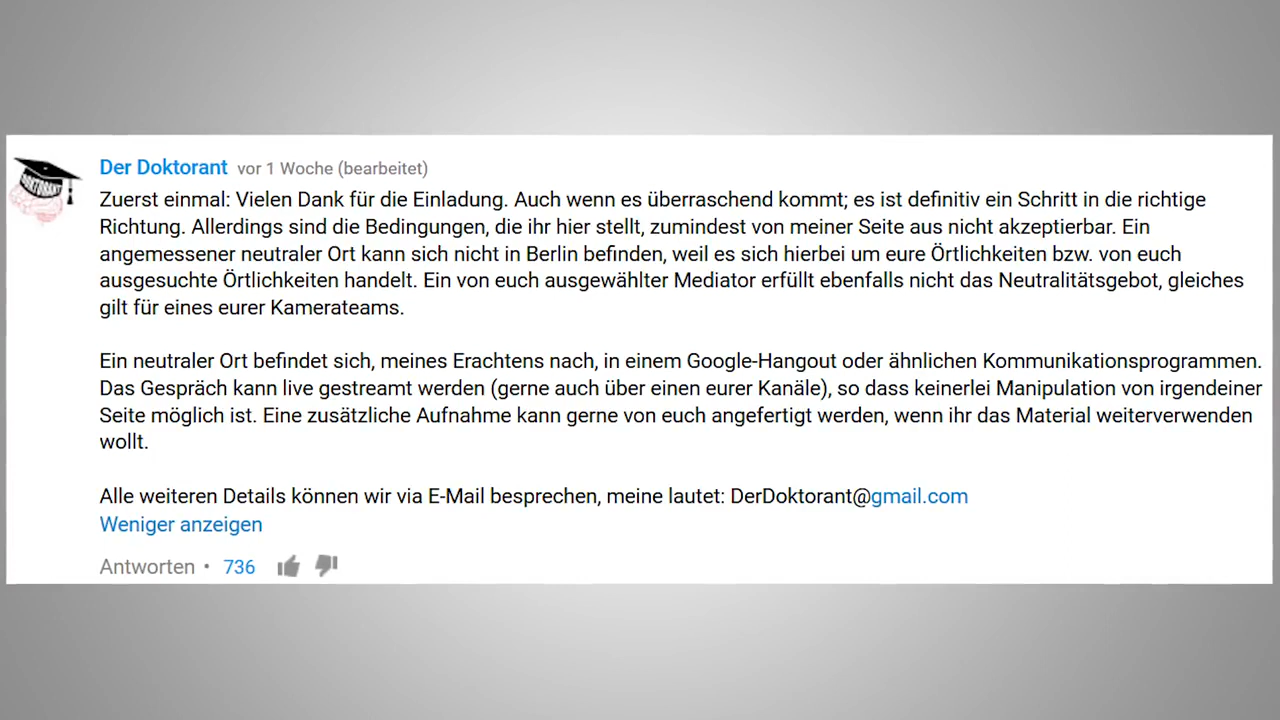 DOKTORANT
Der Doktorant vor 1 Woche (bearbeitet)
Zuerst einmal: Vielen Dank für die Einladung. Auch wenn es überraschend kommt; es ist definitiv ein Schritt in die richtige
Richtung. Allerdings sind die Bedingungen, die ihr hier stellt, zumindest von meiner Seite aus nicht akzeptierbar. Ein
angemessener neutraler Ort kann sich nicht in Berlin befinden, weil es sich hierbei um eure Örtlichkeiten bzw. von euch
ausgesuchte Örtlichkeiten handelt. Ein von euch ausgewählter Mediator erfüllt ebenfalls nicht das Neutralitätsgebot, gleiches
gilt für eines eurer Kamerateams.
Ein neutraler Ort befindet sich, meines Erachtens nach, in einem Google-Hangout oder ähnlichen Kommunikationsprogrammen.
Das Gespräch kann live gestreamt werden (gerne auch über einen eurer Kanäle), so dass keinerlei Manipulation von irgendeiner
Seite möglich ist. Eine zusätzliche Aufnahme kann gerne von euch angefertigt werden, wenn ihr das Material weiterverwenden
wollt.
Alle weiteren Details können wir via E-Mail besprechen, meine lautet: DerDoktorant@gmail.com
Weniger anzeigen
Antworten • 736